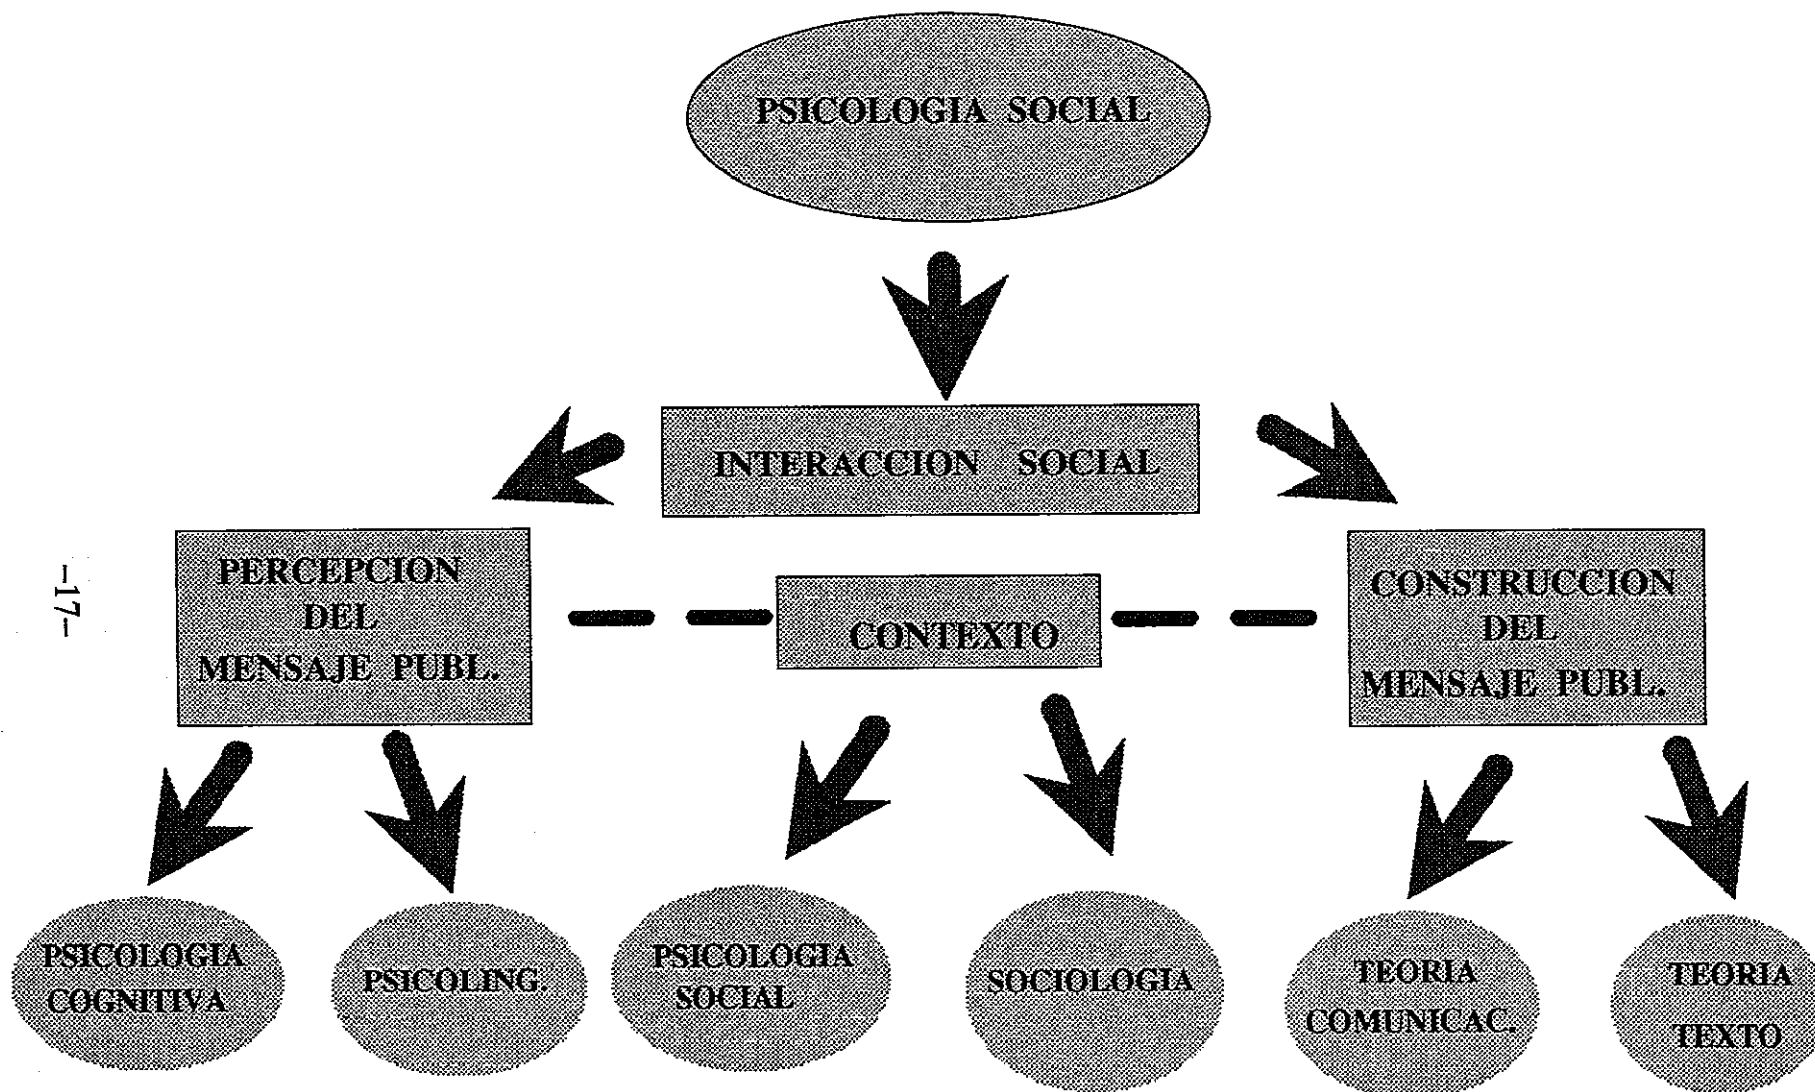 PSICOLOGIA SOCIAL
INTERACCION SOCIAL
PERCEPCION
DEL
MENSAJE PUBL.
CONTEXTO
CONSTRUCCION
DEL
MENSAJE PUBL.
-17-
PSICOLOGIA
COGNITIVA
PSICOLING.
PSICOLOGIA
SOCIAL
SOCIOLOGIA
TEORIA
COMUNICAC.
TEORIA
TEXTO